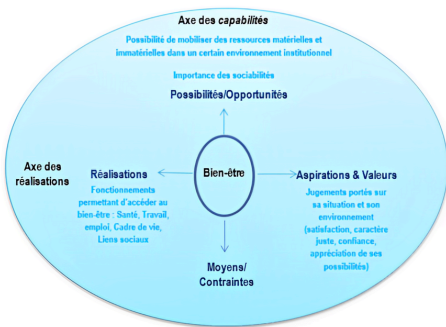 Axe des capabilités
Possibilité de mobiliser des ressources matérielles et
immatérielles dans un certain environnement institutionnel
Importance des sociabilités
Possibilités/Opportunités
Axe des
réalisations
Réalisations
Fonctionnements
permettant d'accéder au
bien-être : Santé, Travail,
emploi, Cadre de vie,
Liens sociaux
Bien-être
Aspirations & Valeurs
Jugements portés sur
sa situation et son
environnement
(satisfaction, caractère
juste, confiance,
appréciation de ses
possibilités)
Moyens/
Contraintes